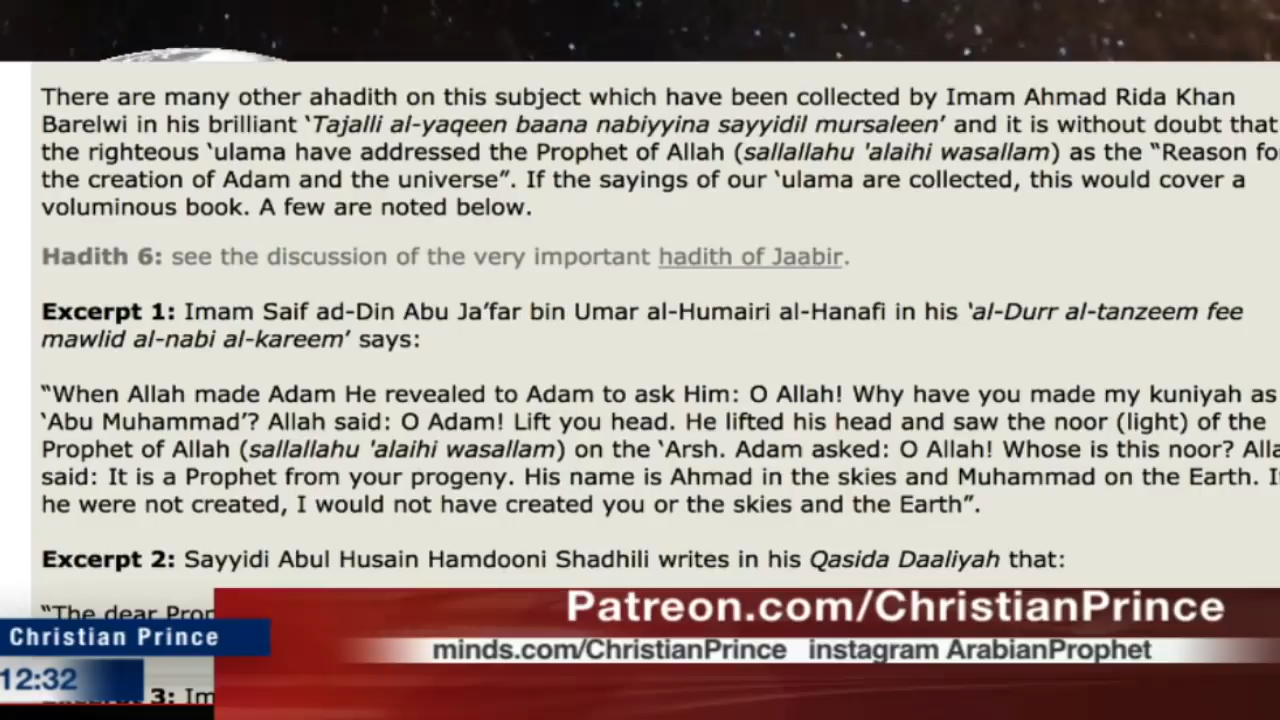 There are many other ahadith on this subject which have been collected by Imam Ahmad Rida Khan
Barelwi in his brilliant ‘Tajalli al-yaqeen baana nabiyyina sayyidil mursaleen’ and it is without doubt that
the righteous ‘ulama have addressed the Prophet of Allah (sallallahu 'alaihi wasallam) as the “Reason fo
the creation of Adam and the universe”. If the sayings of our ‘ulama are collected, this would cover a
voluminous book. A few are noted below.
Hadith 6: see the discussion of the very important hadith of Jaabir.
Excerpt 1: Imam Saif ad-Din Abu Ja’far bin Umar al-Humairi al-Hanafi in his ‘al-Durr al-tanzeem fee
mawlid al-nabi al-kareem’ says:
“When Allah made Adam He revealed to Adam to ask Him: O Allah! Why have you made my kuniyah as
‘Abu Muhammad’? Allah said: O Adam! Lift you head. He lifted his head and saw the noor (light) of the
Prophet of Allah (sallallahu 'alaihi wasallam) on the ‘Arsh. Adam asked: O Allah! Whose is this noor? Alla
said: It is a Prophet from your progeny. His name is Ahmad in the skies and Muhammad on the Earth. I
he were not created, I would not have created you or the skies and the Earth”.
Excerpt 2: Sayyidi Abul Husain Hamdooni Shadhili writes in his Qasida Daaliyah that:
“The dear Pro
Patreon.com/ChristianPrince
Christian Prince
minds.com/ChristianPrince instagram ArabianProphet
12:32
3: Im